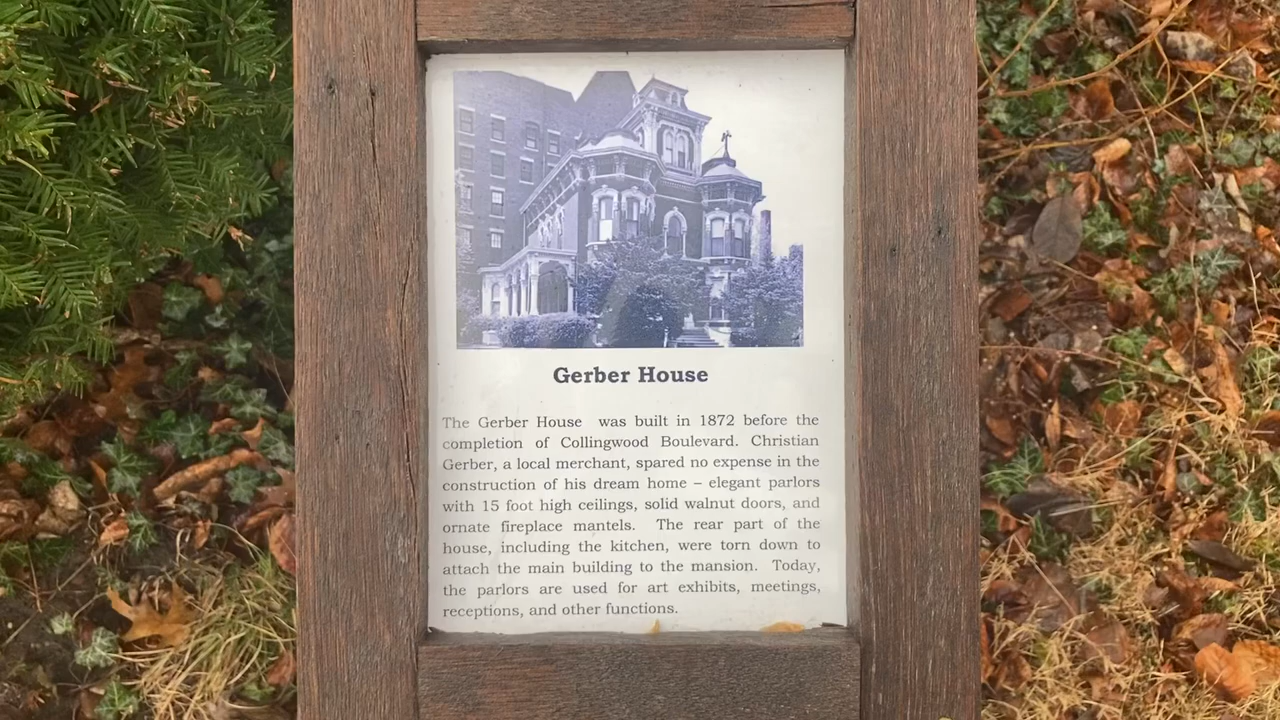 Gerber House
The Gerber House was built in 1872 before the
completion of Collingwood Boulevard. Christian
Gerber, a local merchant, spared no expense in the
construction of his dream home – elegant parlors
with 15 foot high ceilings, solid walnut doors, and
ornate fireplace mantels. The rear part of the
house, including the kitchen, were torn down to
attach the main building to the mansion. Today,
the parlors are used for art exhibits, meetings,
receptions, and other functions.